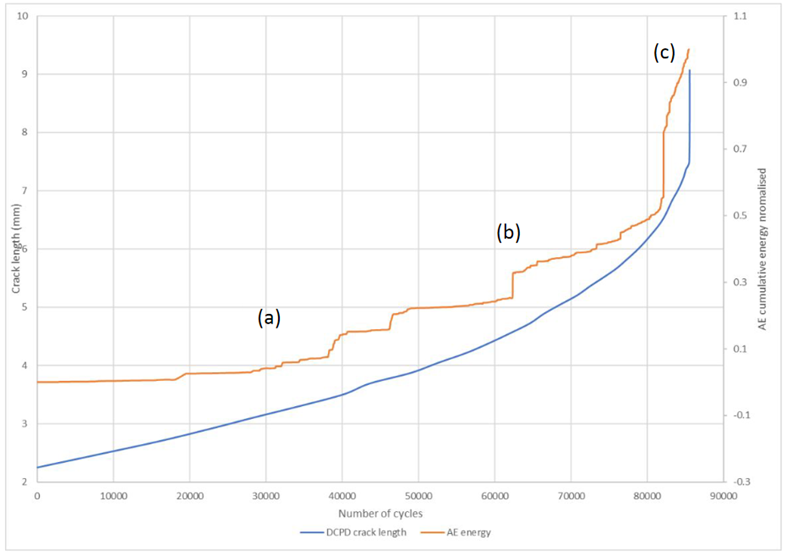 10
9
8
7
6
5
4
3
2
1.1
0.9
0.7
0.5
0.3
0.1
-0.1
-0.3
Crack length (mm)
AE cumulative energy nromalised
(a)
(b)
(c)
0 10000 20000 30000 40000 50000 60000 70000 80000 90000
Number of cycles
DCPD crack length AE energy